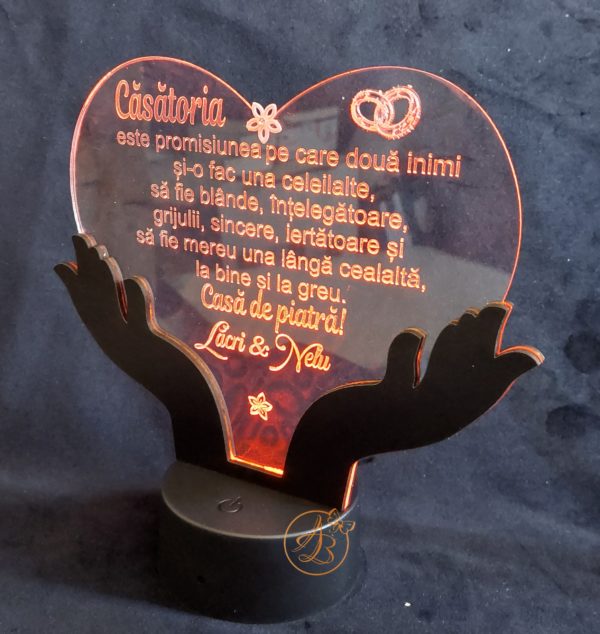 Căsătoria
este promisiunea pe care două inimi
și-o fac una celeilalte,
să fie blânde, înțelegătoare,
grijulii, sincere, iertătoare și
să fie mereu una lângă cealaltă,
la bine și la greu.
Casă de piatră!
Lăcri & Nelu
AB